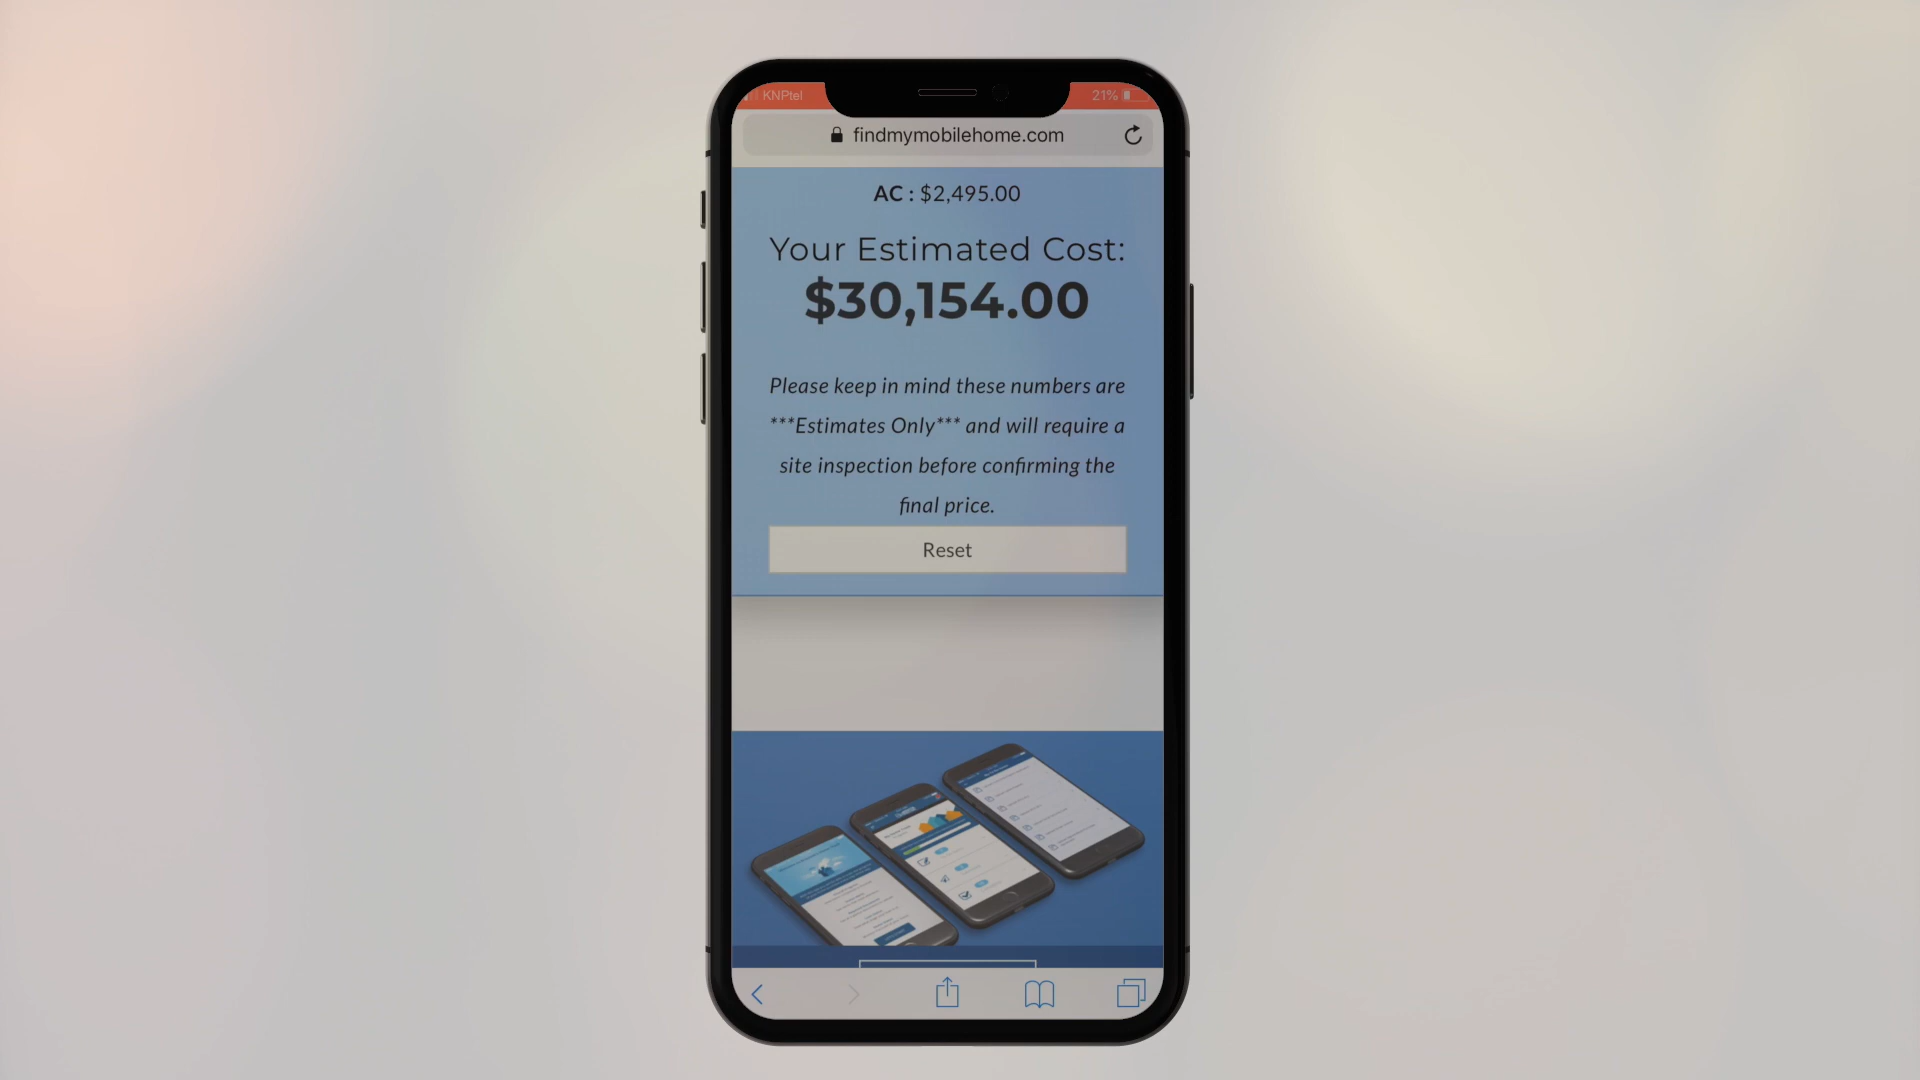 KNPtel 21%
findmymobilehome.com
AC : $2,495.00
Your Estimated Cost:
$30,154.00
Please keep in mind these numbers are
***Estimates Only*** and will require a
site inspection before confirming the
final price.
Reset